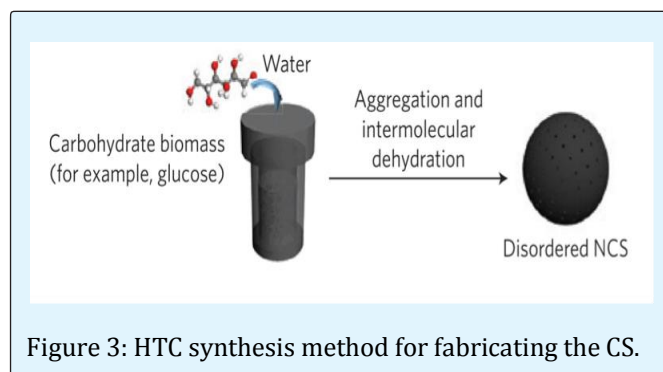 Water
Carbohydrate biomass
(for example, glucose)
Aggregation and
intermolecular
dehydration
Disordered NCS
Figure 3: HTC synthesis method for fabricating the CS.